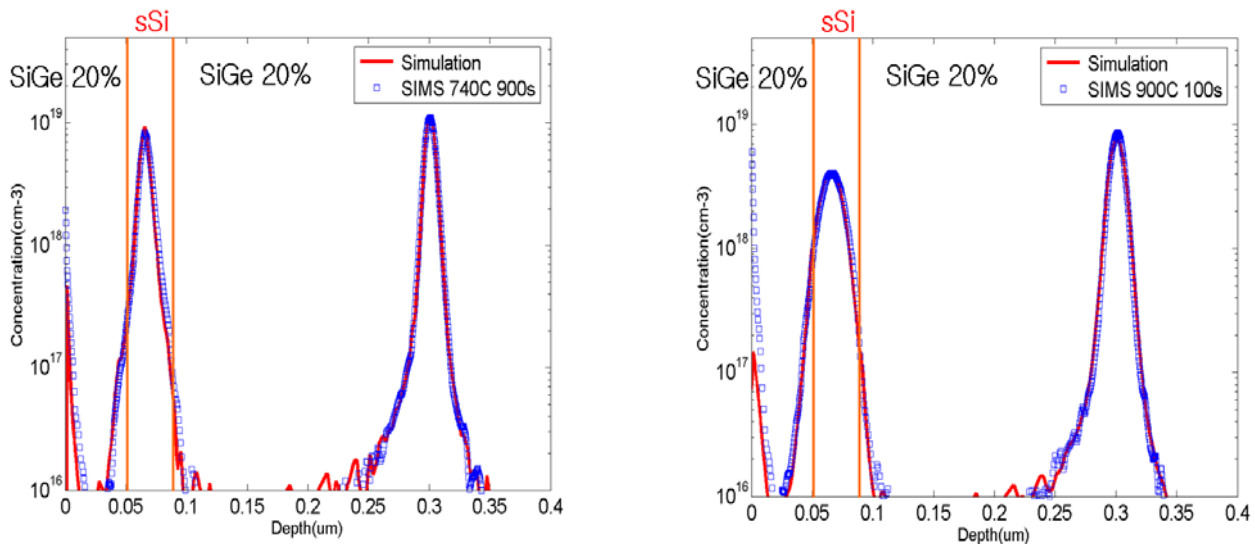 sSi
SiGe 20%
SiGe 20%
Simulation
SIMS 740C 900s
10^19
10^18
10^17
10^16
Concentration(cm-3)
0 0.05 0.1 0.15 0.2 0.25 0.3 0.35 0.4
Depth(um)
sSi
SiGe 20%
SiGe 20%
Simulation
SIMS 900C 100s
10^19
10^18
10^17
10^16
Concentration(cm-3)
0 0.05 0.1 0.15 0.2 0.25 0.3 0.35 0.4
Depth(um)